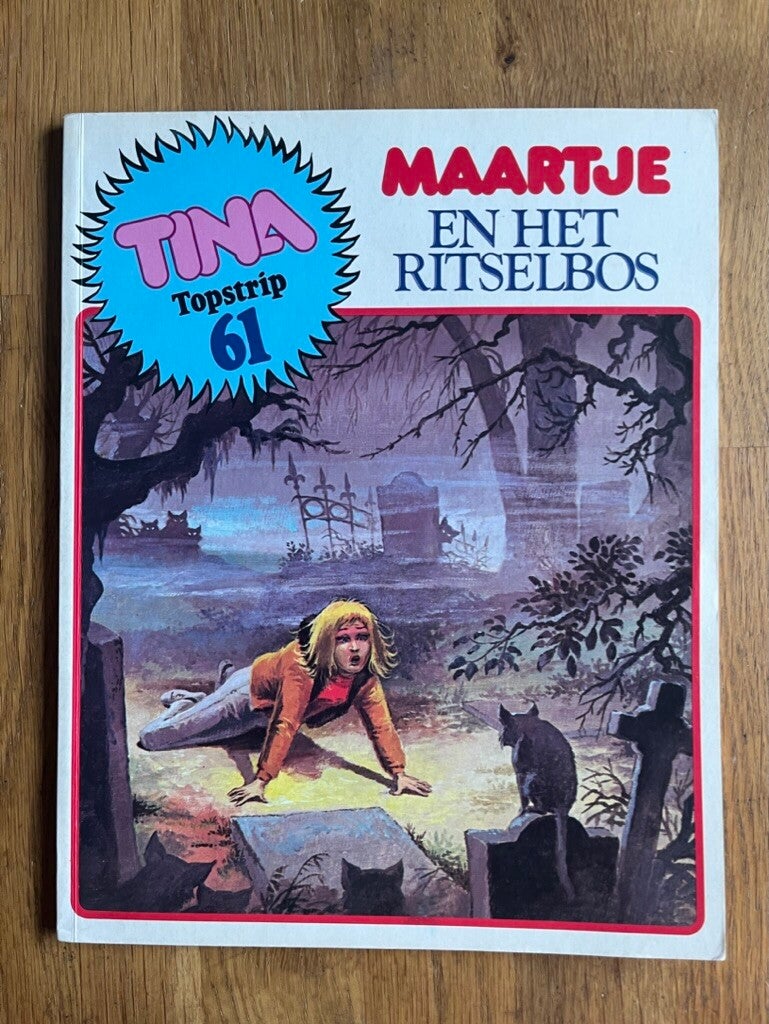 TINA
Topstrip
61
MAARTJE
EN HET
RITSELBOS